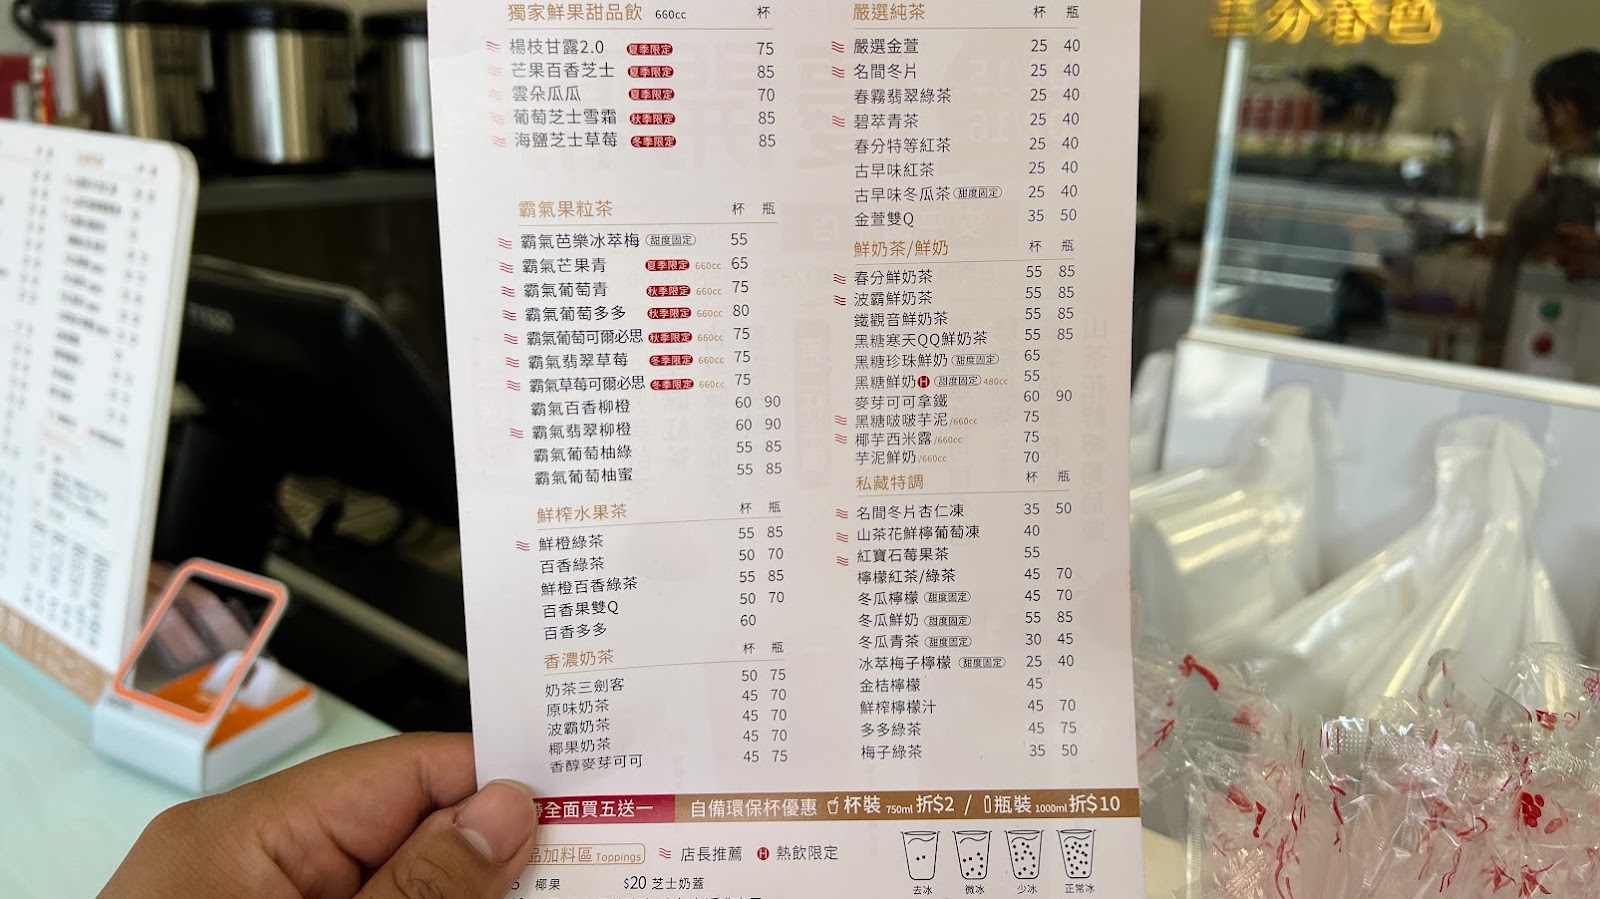 獨家鮮果甜品飲 660cc 杯
楊枝甘露2.0 夏季限定 75
芒果百香芝士 夏季限定 85
雲朵瓜瓜 夏季限定 70
葡萄芝士雪霜 秋季限定 85
海鹽芝士草莓 冬季限定 85
霸氣果粒茶 杯 瓶
霸氣芭樂冰萃梅 甜度固定 55
霸氣芒果青 夏季限定 660cc 65
霸氣葡萄青 秋季限定 660cc 75
霸氣葡萄多多 秋季限定 660cc 80
霸氣葡萄可爾必思 秋季限定 660cc 75
霸氣翡翠草莓 冬季限定 660cc 75
霸氣草莓可爾必思 冬季限定 660cc 75
霸氣百香柳橙 60 90
霸氣翡翠柳橙 60 90
霸氣葡萄柚綠 55 85
霸氣葡萄柚蜜 55 85
鮮榨水果茶 杯 瓶
鮮橙綠茶 55 85
百香綠茶 50 70
鮮橙百香綠茶 55 85
百香果雙Q 50 70
百香多多 60
香濃奶茶 杯 瓶
奶茶三劍客 50 75
原味奶茶 45 70
波霸奶茶 45 70
椰果奶茶 45 70
香醇麥芽可可 45 75
嚴選純茶 杯 瓶
嚴選金萱 25 40
名間冬片 25 40
春霧翡翠綠茶 25 40
碧萃青茶 25 40
春分特等紅茶 25 40
古早味紅茶 25 40
古早味冬瓜茶 甜度固定 25 40
金萱雙Q 35 50
鮮奶茶/鮮奶 杯 瓶
春分鮮奶茶 55 85
波霸鮮奶茶 55 85
鐵觀音鮮奶茶 55 85
黑糖寒天QQ鮮奶茶 55 85
黑糖珍珠鮮奶 甜度固定 65
黑糖鮮奶 H 甜度固定 480cc 55
麥芽可可拿鐵 60 90
黑糖啵啵芋泥/660cc 75
椰芋西米露/660cc 75
芋泥鮮奶/660cc 70
私藏特調 杯 瓶
名間冬片杏仁凍 35 50
山茶花鮮檸葡萄凍 40
紅寶石莓果茶 55
檸檬紅茶/綠茶 45 70
冬瓜檸檬 甜度固定 45 70
冬瓜鮮奶 甜度固定 55 85
冬瓜青茶 甜度固定 30 45
冰萃梅子檸檬 甜度固定 25 40
金桔檸檬 45
鮮榨檸檬汁 45 70
多多綠茶 45 75
梅子綠茶 35 50
全面買五送一 自備環保杯優惠 杯裝 750ml 折$2 / 瓶裝 1000ml 折$10
品加料區 Toppings 店長推薦 H 熱飲限定
椰果 $20 芝士奶蓋
去冰 微冰 少冰 正常冰
春分春色